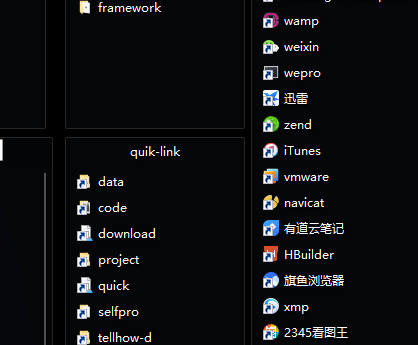 framework
quik-link
data
code
download
project
quick
selfpro
tellhow-d
wamp
weixin
wepro
迅雷
zend
iTunes
vmware
navicat
有道云笔记
HBuilder
旗鱼浏览器
xmp
2345看图王